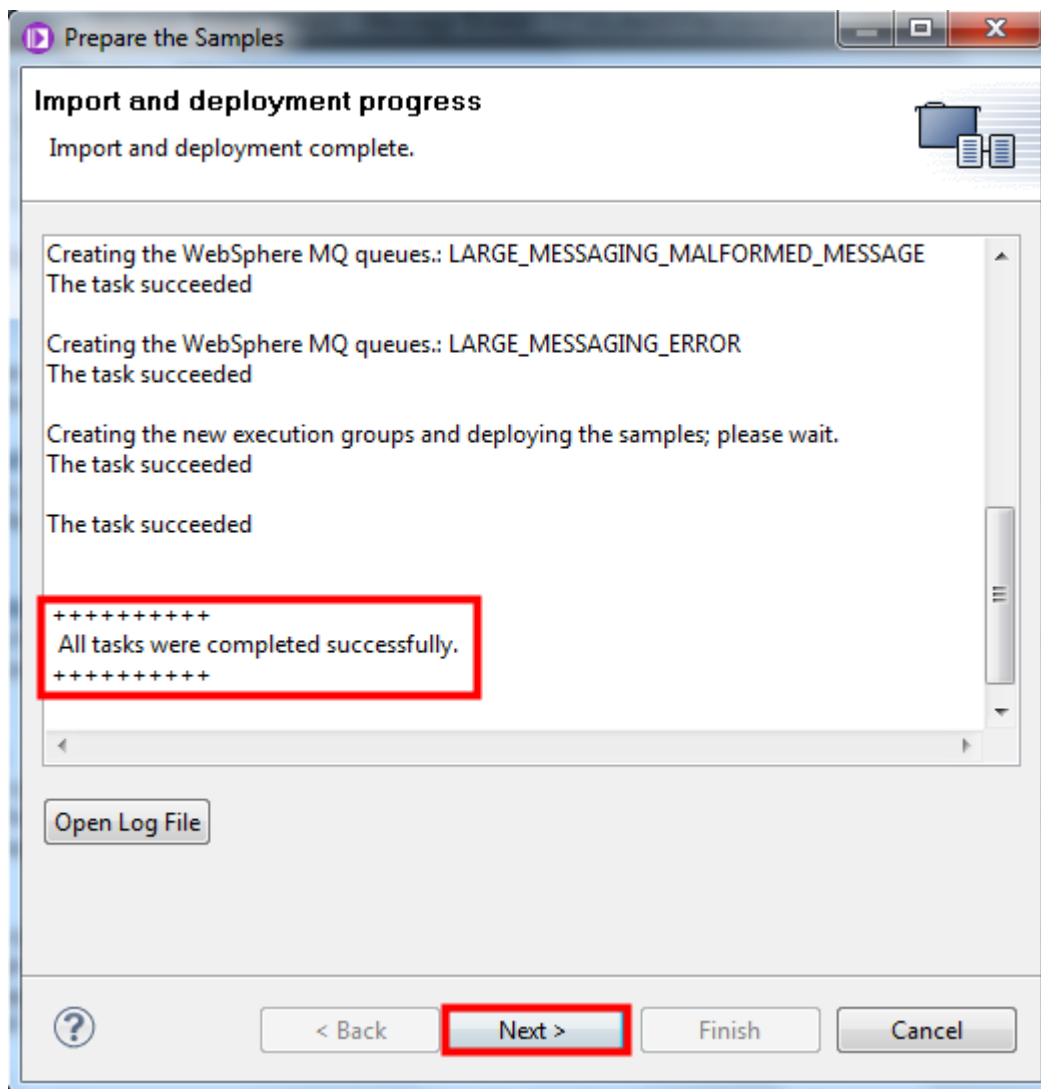 Prepare the Samples
Import and deployment progress
Import and deployment complete.
Creating the WebSphere MQ queues.: LARGE_MESSAGING_MALFORMED_MESSAGE
The task succeeded
Creating the WebSphere MQ queues.: LARGE_MESSAGING_ERROR
The task succeeded
Creating the new execution groups and deploying the samples; please wait.
The task succeeded
The task succeeded
++++++++++
All tasks were completed successfully.
++++++++++
Open Log File
< Back Next > Finish Cancel